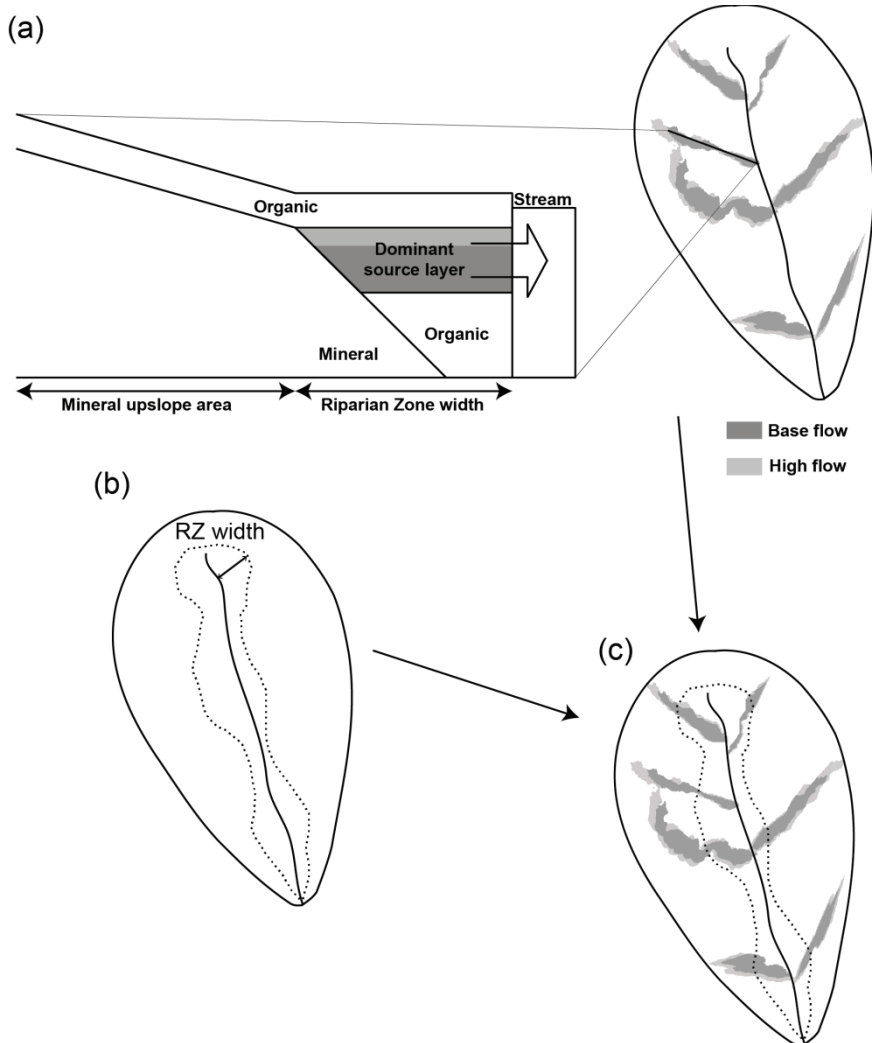 (a)
Organic
Stream
Dominant
source layer
Organic
Mineral
Mineral upslope area
Riparian Zone width
Base flow
High flow
(b)
RZ width
(c)